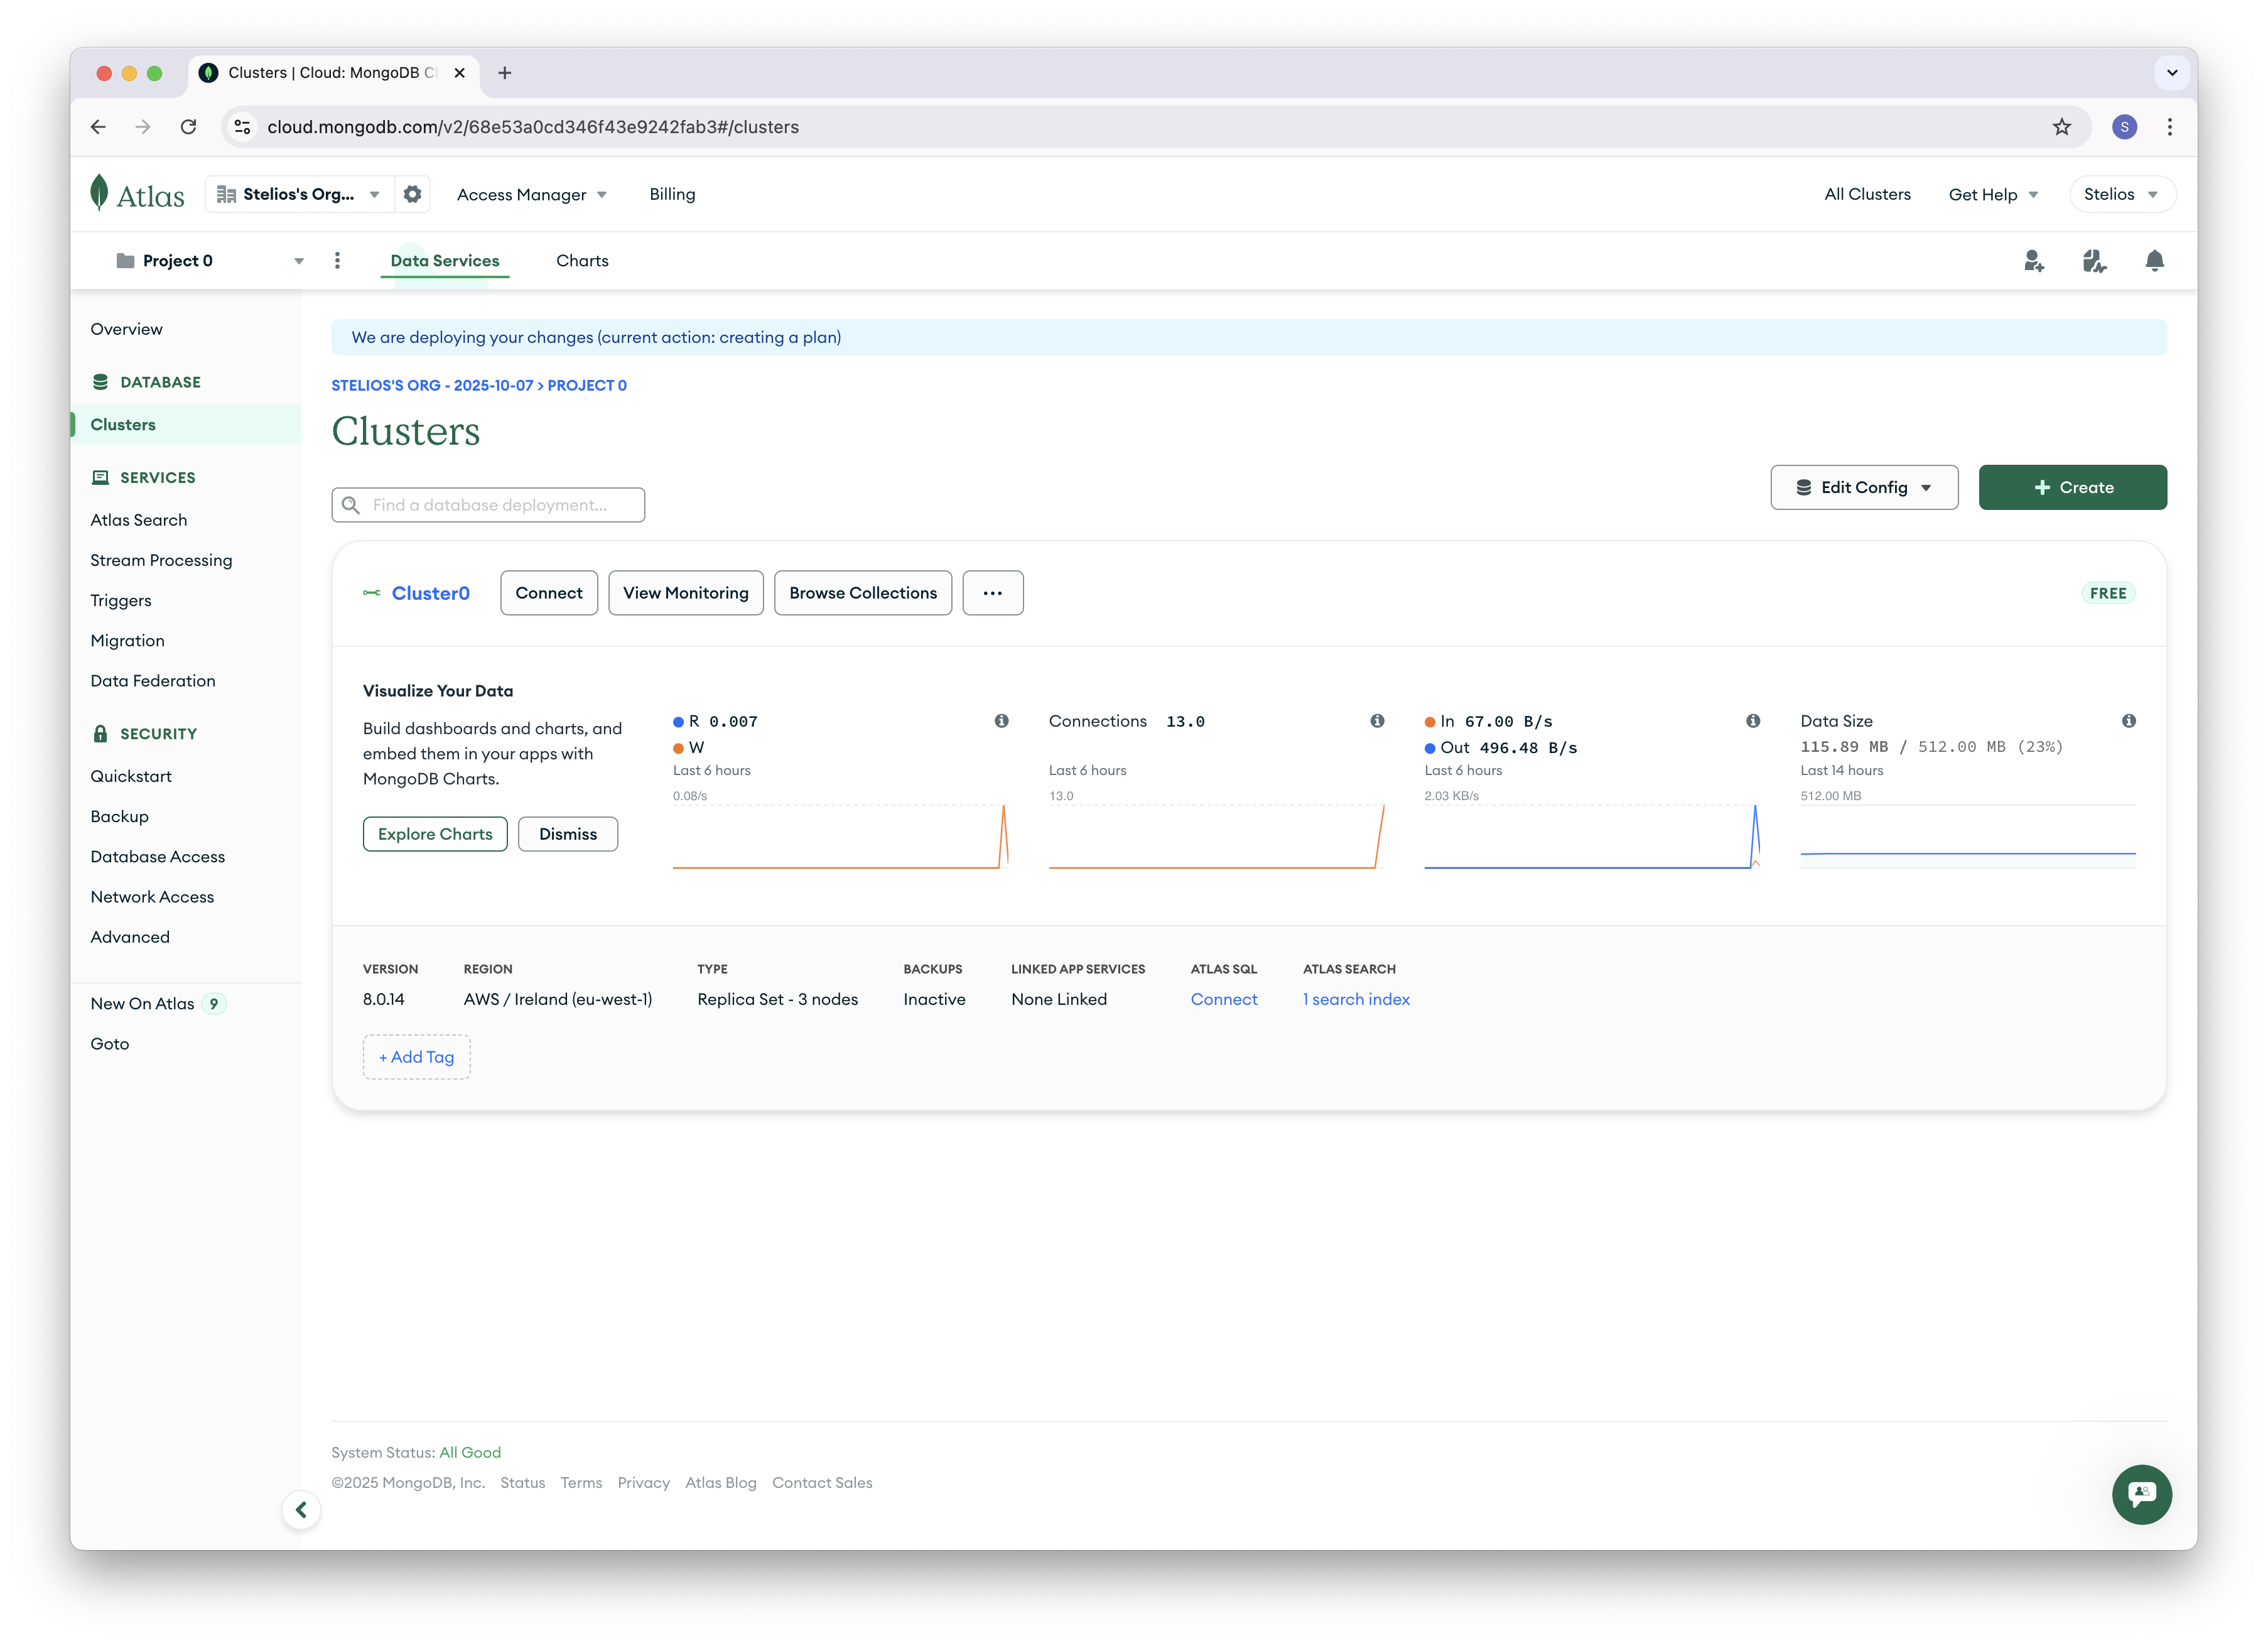 Clusters | Cloud: MongoDB Cl
cloud.mongodb.com/v2/68e53a0cd346f43e9242fab3#/clusters
S
Atlas
Stelios's Org...
Access Manager
Billing
All Clusters
Get Help
Stelios
Project 0
Data Services
Charts
Overview
DATABASE
Clusters
SERVICES
Atlas Search
Stream Processing
Triggers
Migration
Data Federation
SECURITY
Quickstart
Backup
Database Access
Network Access
Advanced
New On Atlas 9
Goto
We are deploying your changes (current action: creating a plan)
STELIOS'S ORG - 2025-10-07 > PROJECT 0
Clusters
Find a database deployment...
Edit Config
+ Create
Cluster0
Connect
View Monitoring
Browse Collections
...
FREE
Visualize Your Data
Build dashboards and charts, and
embed them in your apps with
MongoDB Charts.
Explore Charts
Dismiss
R 0.007
W
Last 6 hours
0.08/s
Connections 13.0
Last 6 hours
13.0
In 67.00 B/s
Out 496.48 B/s
Last 6 hours
2.03 KB/s
Data Size
115.89 MB / 512.00 MB (23%)
Last 14 hours
512.00 MB
VERSION
8.0.14
REGION
AWS / Ireland (eu-west-1)
TYPE
Replica Set - 3 nodes
BACKUPS
Inactive
LINKED APP SERVICES
None Linked
ATLAS SQL
Connect
ATLAS SEARCH
1 search index
+ Add Tag
System Status: All Good
©2025 MongoDB, Inc. Status Terms Privacy Atlas Blog Contact Sales